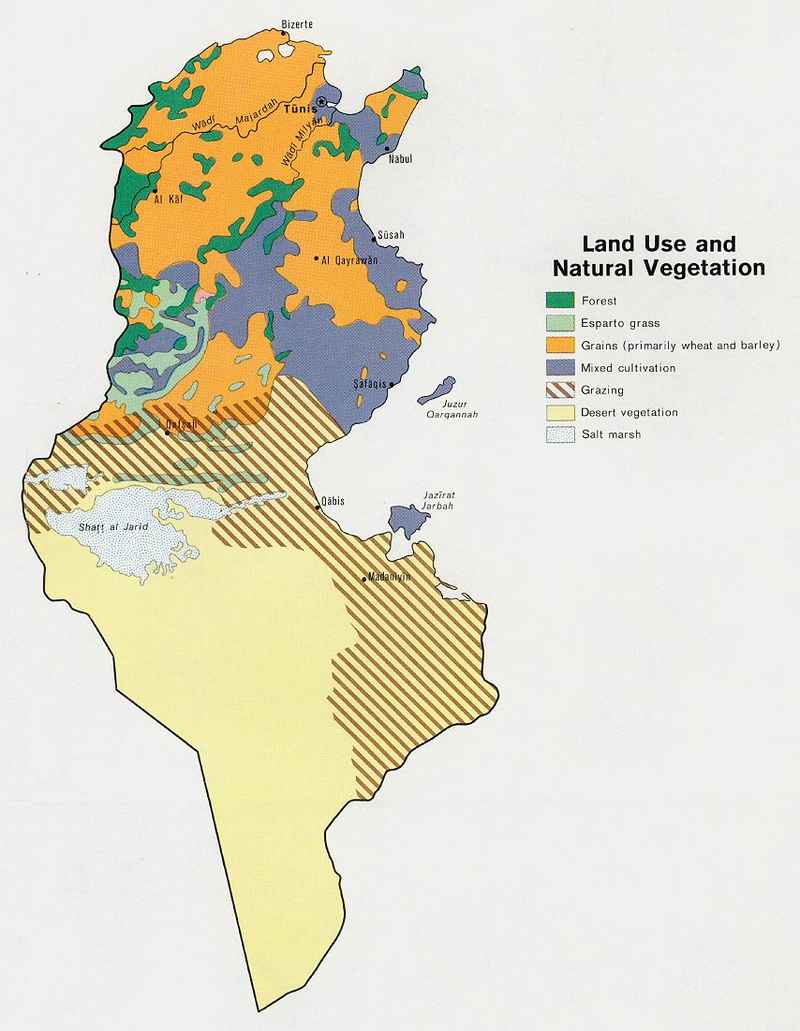 Bizerte
Tūnis
Wādī Majardah
Wādī Milyān
Nābul
Al Kāf
Sūsah
Al Qayrawān
Land Use and
Natural Vegetation
Forest
Esparto grass
Grains (primarily wheat and barley)
Mixed cultivation
Grazing
Desert vegetation
Salt marsh
Şafāqis
Juzur
Qarqannah
Qafşah
Qābis
Jazīrat
Jarbah
Shaţţ al Jarid
Madanīyīn